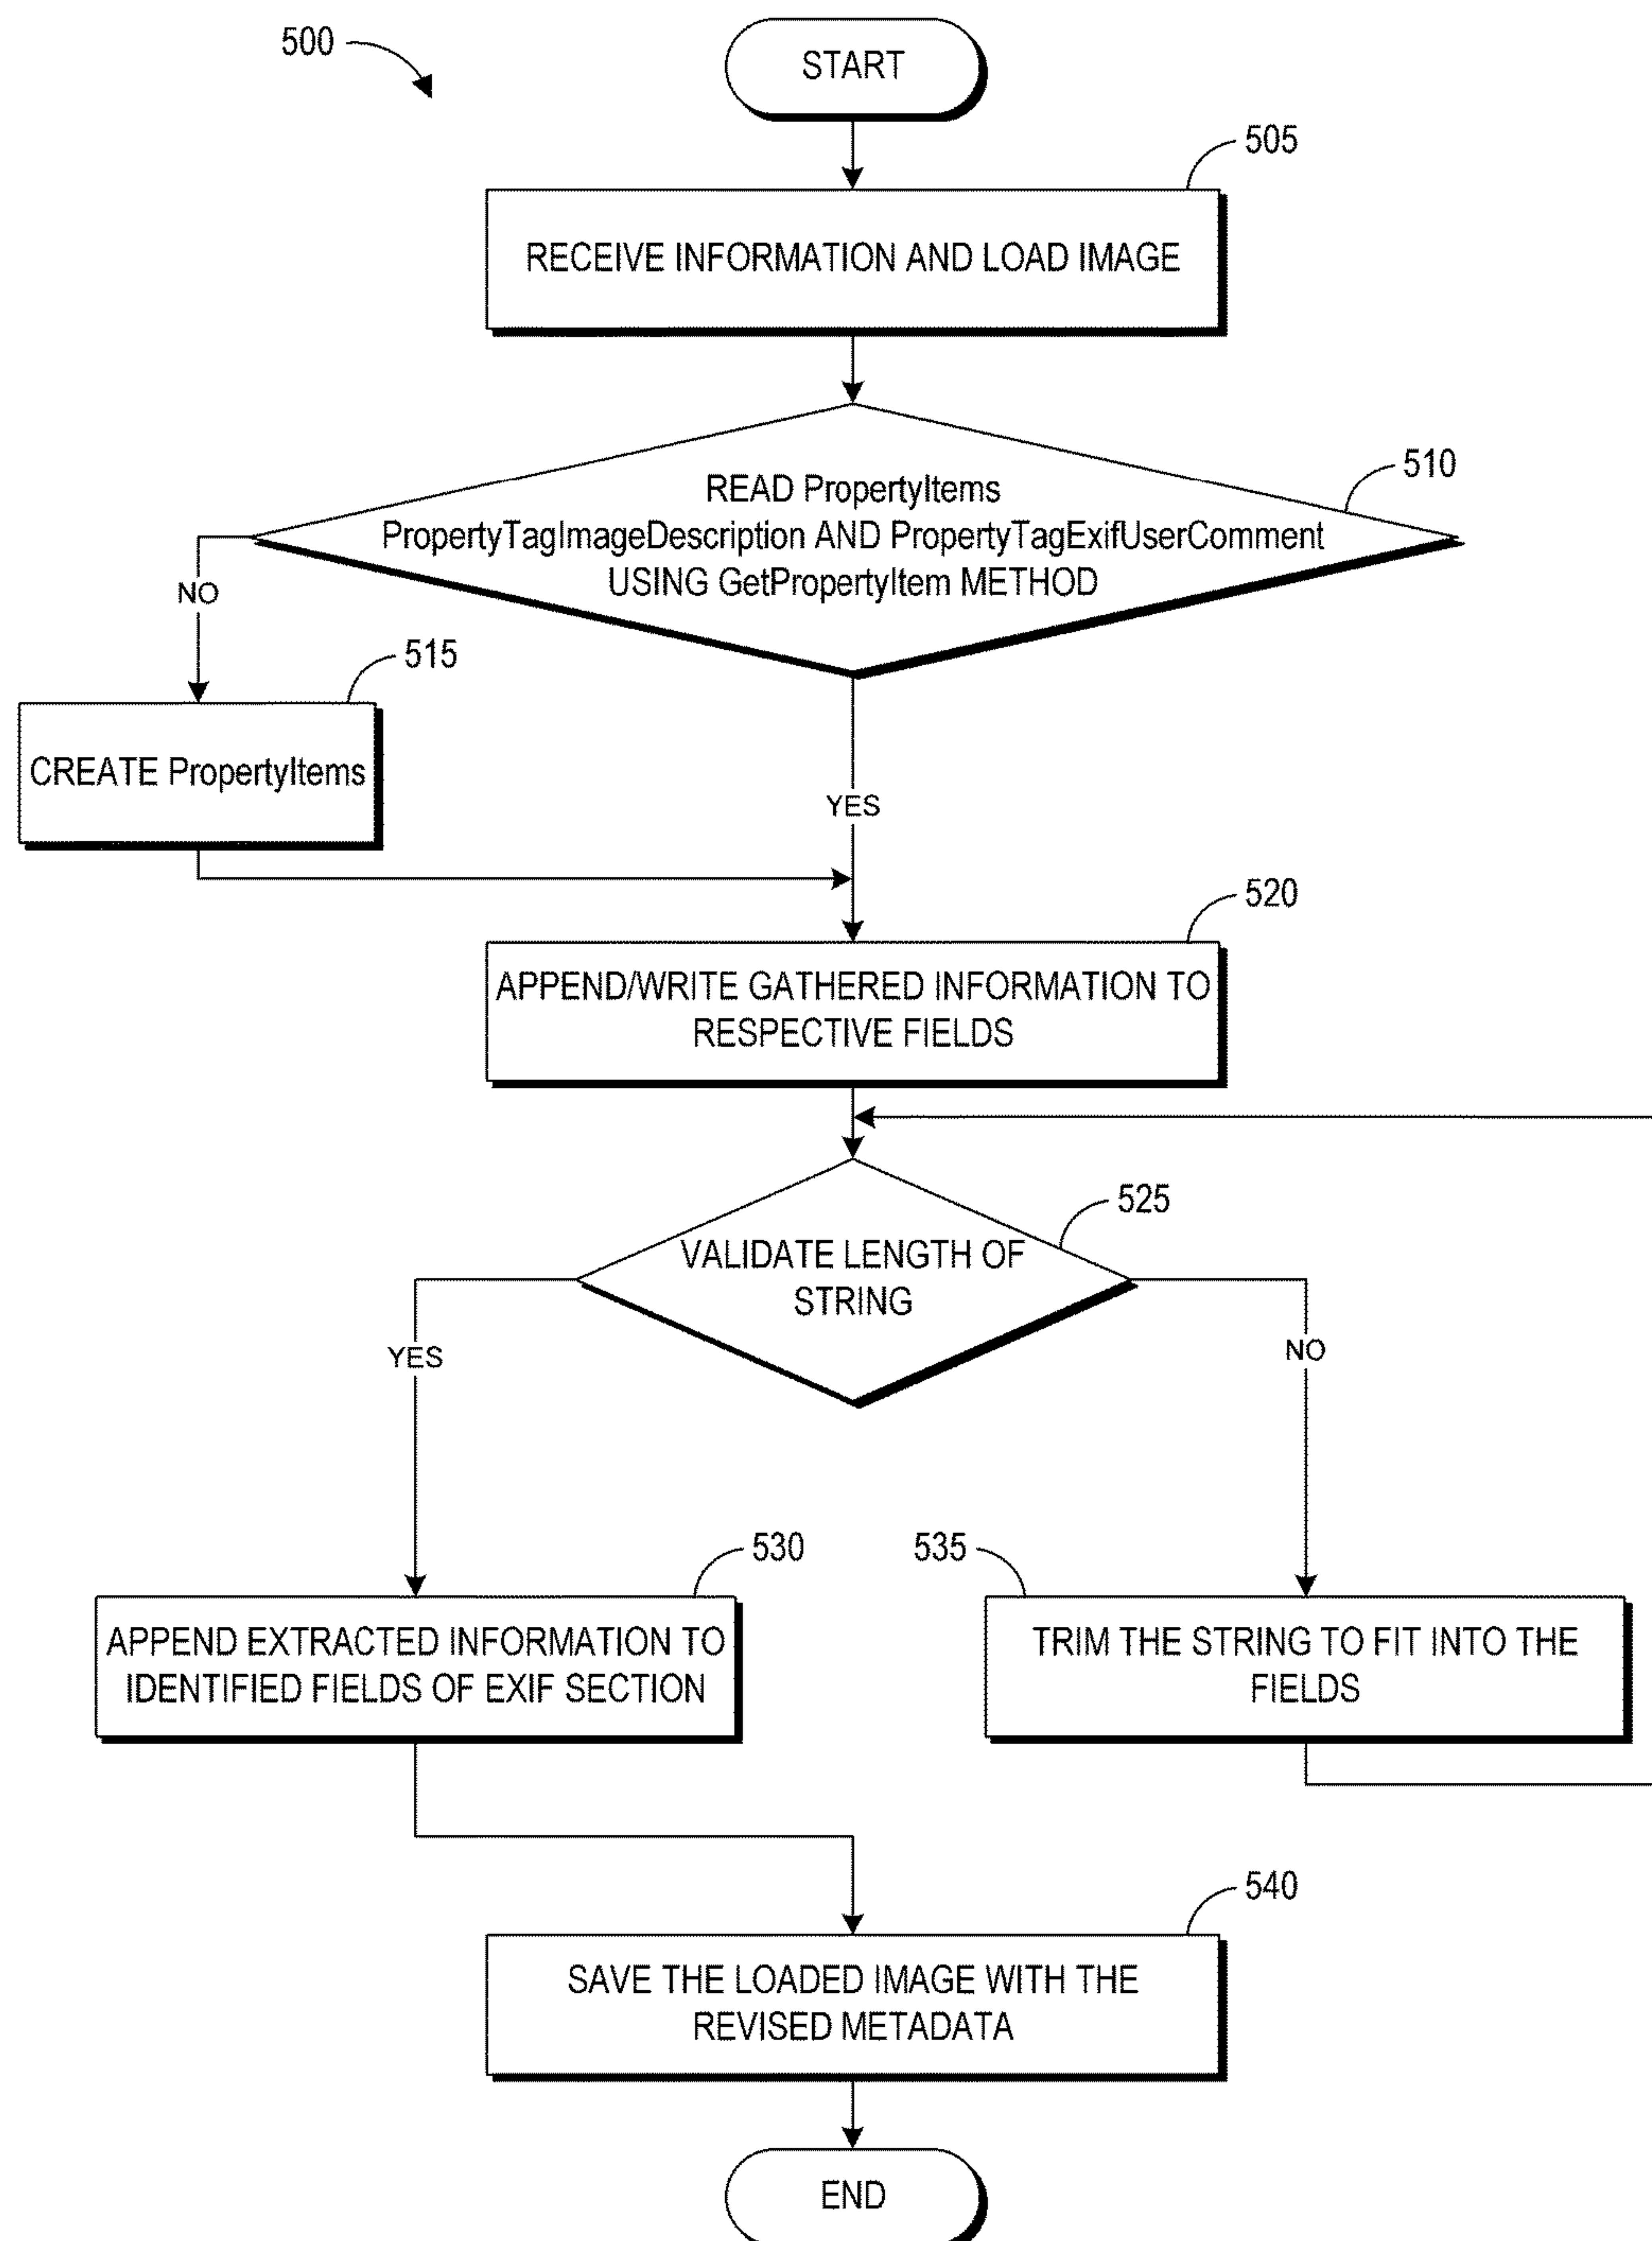 500
START
505
RECEIVE INFORMATION AND LOAD IMAGE
510
READ PropertyItems
PropertyTagImageDescription AND PropertyTagExifUserComment
USING GetPropertyItem METHOD
NO
515
CREATE PropertyItems
YES
520
APPEND/WRITE GATHERED INFORMATION TO
RESPECTIVE FIELDS
525
VALIDATE LENGTH OF
STRING
YES
NO
530
APPEND EXTRACTED INFORMATION TO
IDENTIFIED FIELDS OF EXIF SECTION
535
TRIM THE STRING TO FIT INTO THE
FIELDS
540
SAVE THE LOADED IMAGE WITH THE
REVISED METADATA
END